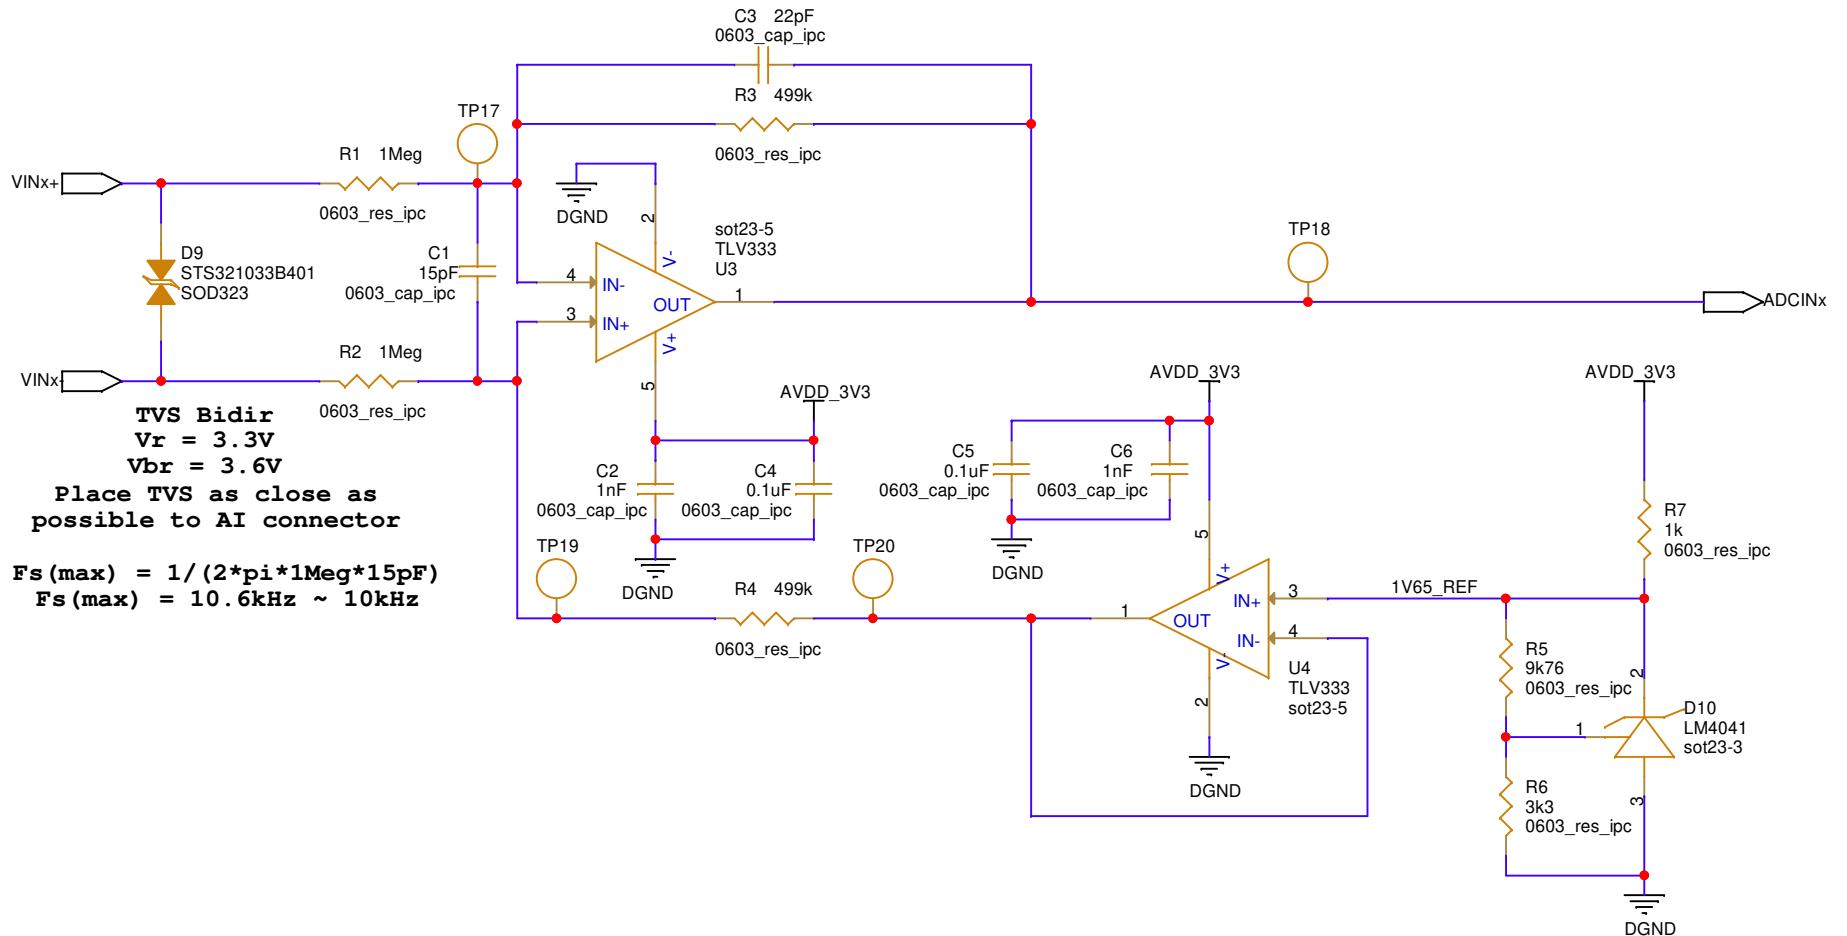 C3 22pF
0603_cap_ipc
R3 499k
0603_res_ipc
TP17
R1 1Meg
0603_res_ipc
VINx+
DGND
2
V-
sot23-5
TLV333
U3
TP18
D9
STS321033B401
SOD323
C1
15pF
0603_cap_ipc
4
IN-
OUT
1
3
IN+
V+
5
ADCINx
R2 1Meg
0603_res_ipc
VINx-
TVS Bidir
Vr = 3.3V
Vbr = 3.6V
Place TVS as close as
possible to AI connector
Fs(max) = 1/(2*pi*1Meg*15pF)
Fs(max) = 10.6kHz ~ 10kHz
AVDD_3V3
C2
1nF
0603_cap_ipc
C4
0.1uF
0603_cap_ipc
DGND
TP19
R4 499k
0603_res_ipc
TP20
AVDD_3V3
C5
0.1uF
0603_cap_ipc
C6
1nF
0603_cap_ipc
DGND
5
V+
1
OUT
IN+
3
IN-
4
V-
2
U4
TLV333
sot23-5
DGND
1V65_REF
AVDD_3V3
R7
1k
0603_res_ipc
R5
9k76
0603_res_ipc
2
1
D10
LM4041
sot23-3
R6
3k3
0603_res_ipc
3
DGND